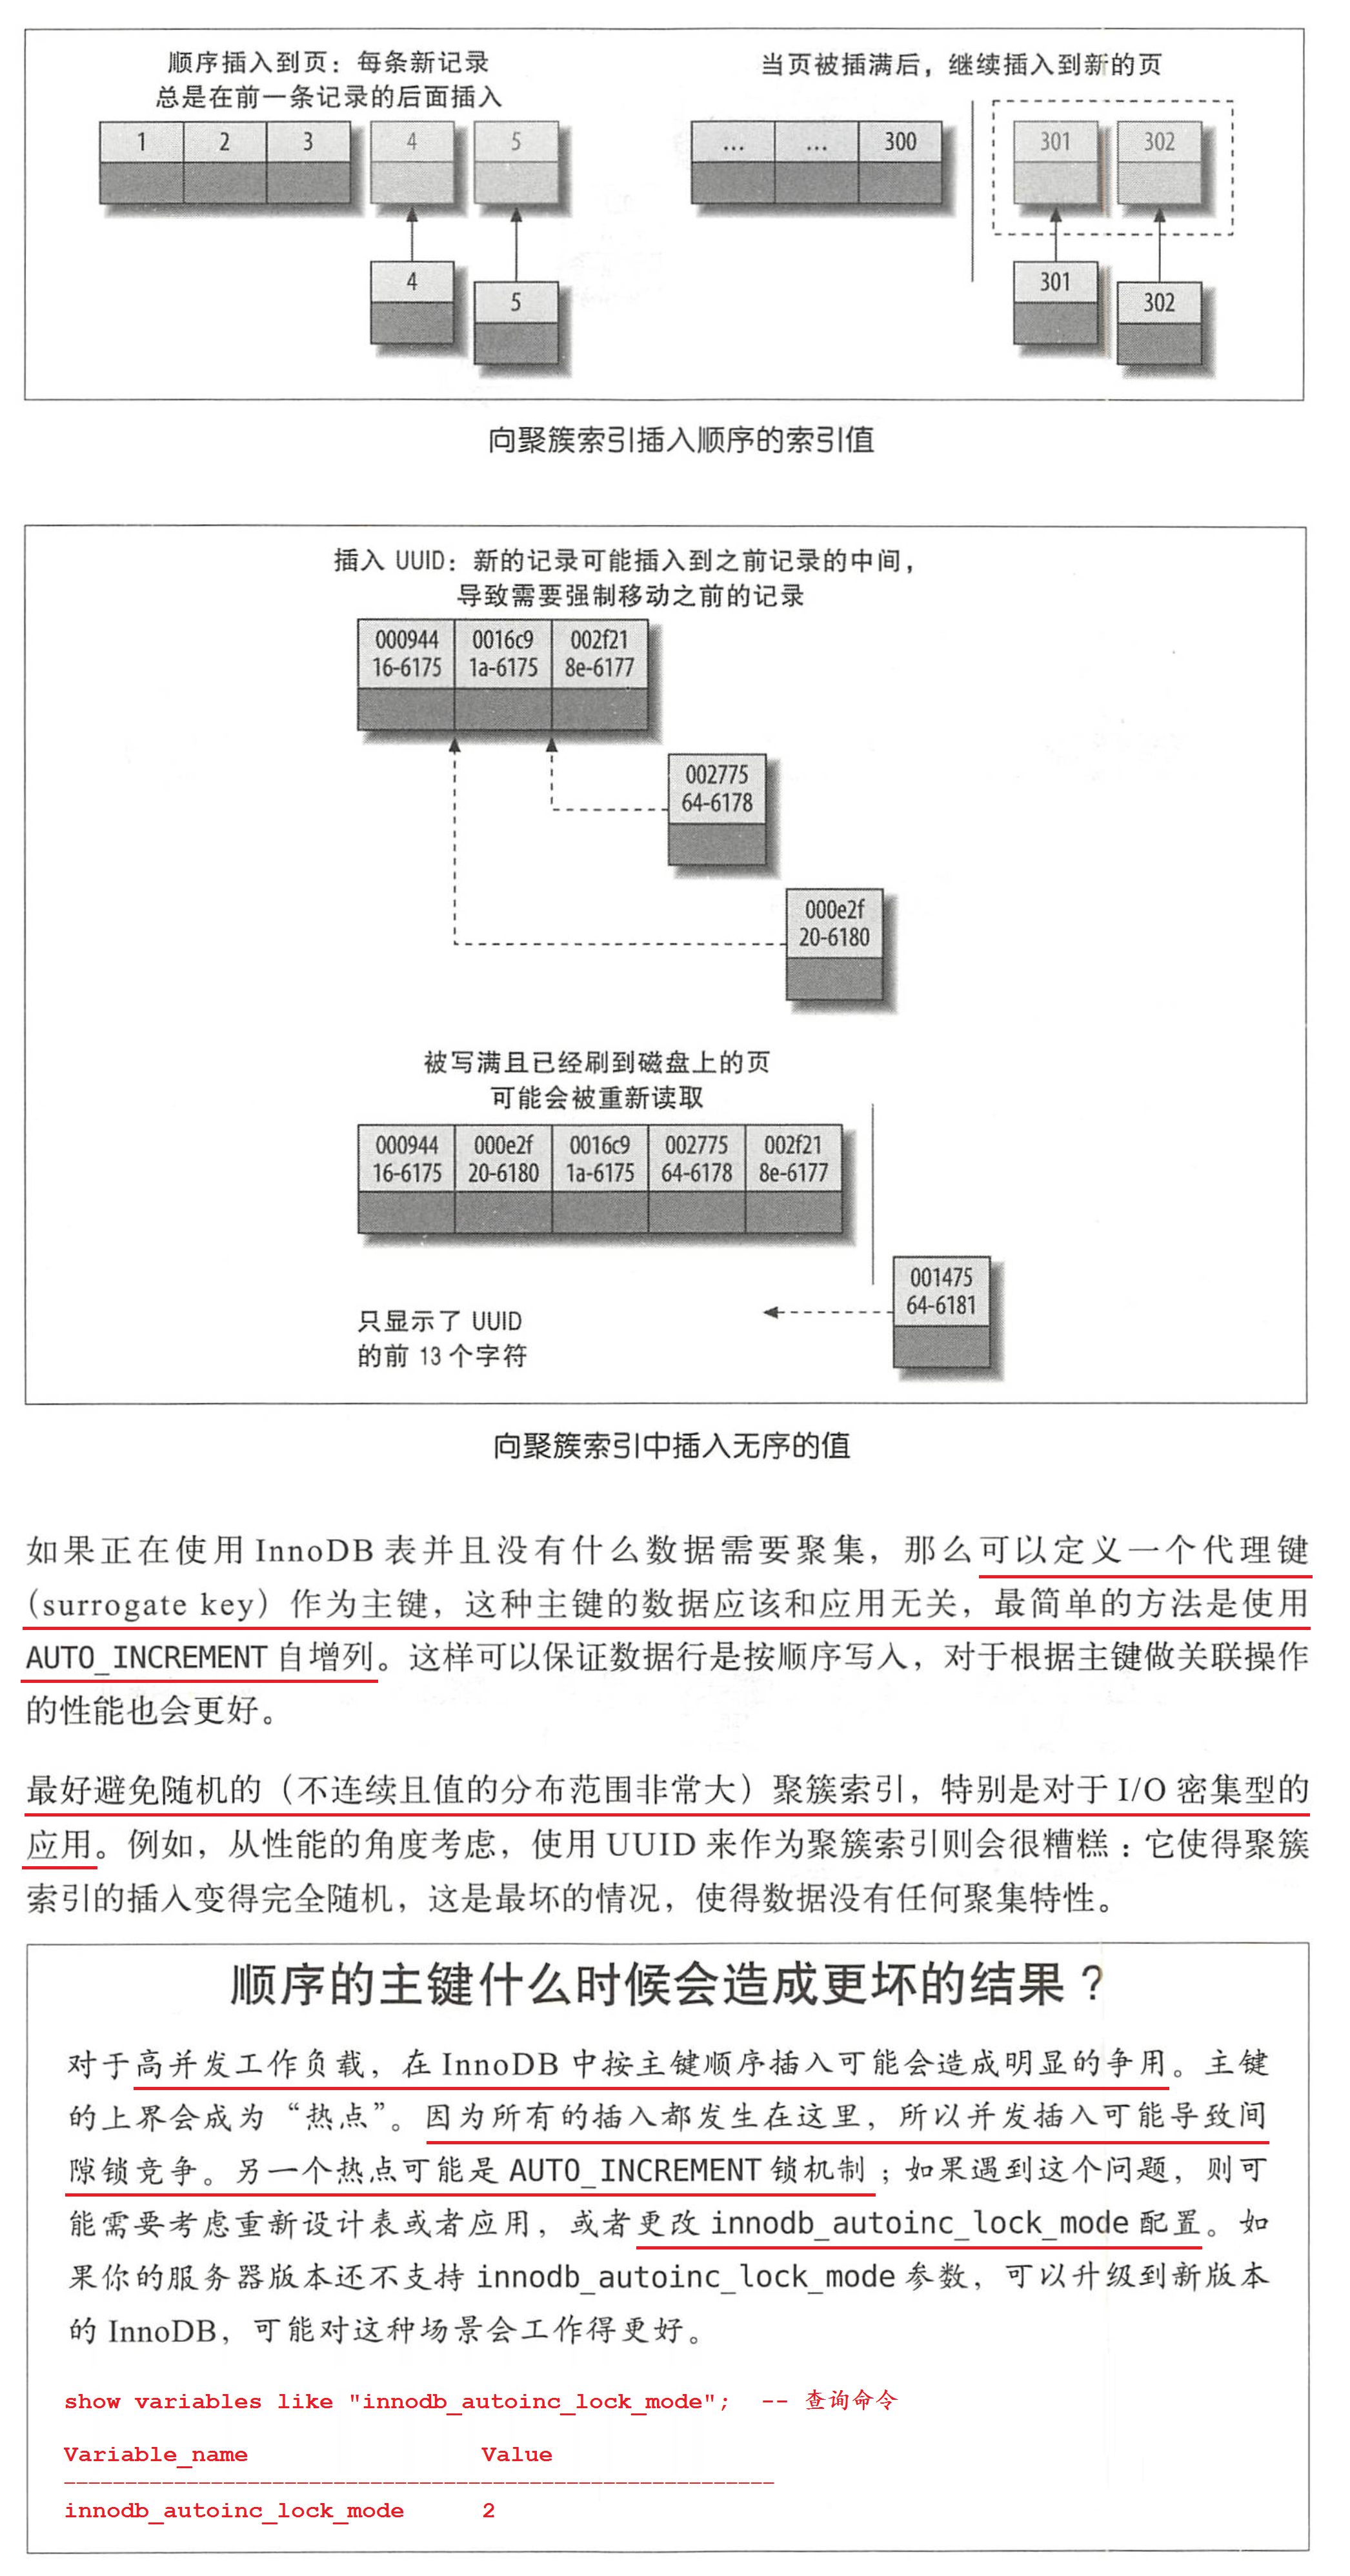 顺序插入到页：每条新记录
总是在前一条记录的后面插入
当页被插满后，继续插入到新的页
1 2 3 4 5
... ... 300 301 302
4
5
301
302
向聚簇索引插入顺序的索引值
插入 UUID：新的记录可能插入到之前记录的中间，
导致需要强制移动之前的记录
000944 0016c9 002f21
16-6175 1a-6175 8e-6177
002775
64-6178
000e2f
20-6180
被写满且已经刷到磁盘上的页
可能会被重新读取
000944 000e2f 0016c9 002775 002f21
16-6175 20-6180 1a-6175 64-6178 8e-6177
001475
64-6181
只显示了 UUID
的前 13 个字符
向聚簇索引中插入无序的值
如果正在使用 InnoDB 表并且没有什么数据需要聚集，那么可以定义一个代理键
（surrogate key）作为主键，这种主键的数据应该和应用无关，最简单的方法是使用
AUTO_INCREMENT 自增列。这样可以保证数据行是按顺序写入，对于根据主键做关联操作
的性能也会更好。
最好避免随机的（不连续且值的分布范围非常大）聚簇索引，特别是对于 I/O 密集型的
应用。例如，从性能的角度考虑，使用 UUID 来作为聚簇索引则会很糟糕：它使得聚簇
索引的插入变得完全随机，这是最坏的情况，使得数据没有任何聚集特性。
顺序的主键什么时候会造成更坏的结果？
对于高并发工作负载，在 InnoDB 中按主键顺序插入可能会造成明显的争用。主键
的上界会成为“热点”。因为所有的插入都发生在这里，所以并发插入可能导致间
隙锁竞争。另一个热点可能是 AUTO_INCREMENT 锁机制；如果遇到这个问题，则可
能需要考虑重新设计表或者应用，或者更改 innodb_autoinc_lock_mode 配置。如
果你的服务器版本还不支持 innodb_autoinc_lock_mode 参数，可以升级到新版本
的 InnoDB，可能对这种场景会工作得更好。
show variables like "innodb_autoinc_lock_mode"; -- 查询命令
Variable_name Value
innodb_autoinc_lock_mode 2